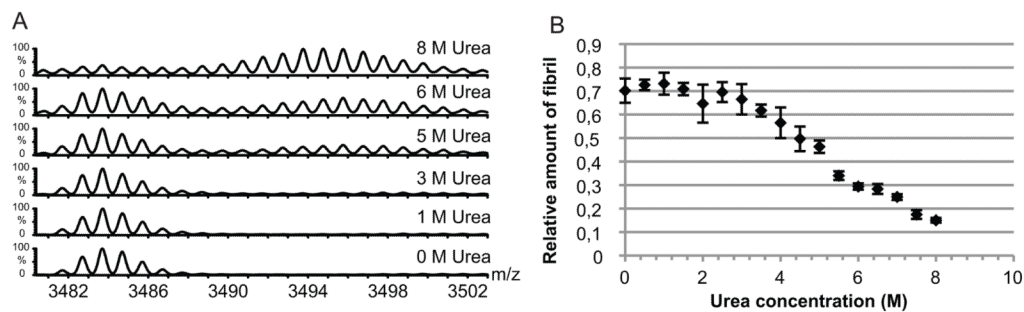 A
100
%
0
8 M Urea
100
%
0
6 M Urea
100
%
0
5 M Urea
100
%
0
3 M Urea
100
%
0
1 M Urea
100
%
0
0 M Urea
m/z
3482 3486 3490 3494 3498 3502
B
Relative amount of fibril
0,9
0,8
0,7
0,6
0,5
0,4
0,3
0,2
0,1
0
0 2 4 6 8 10
Urea concentration (M)